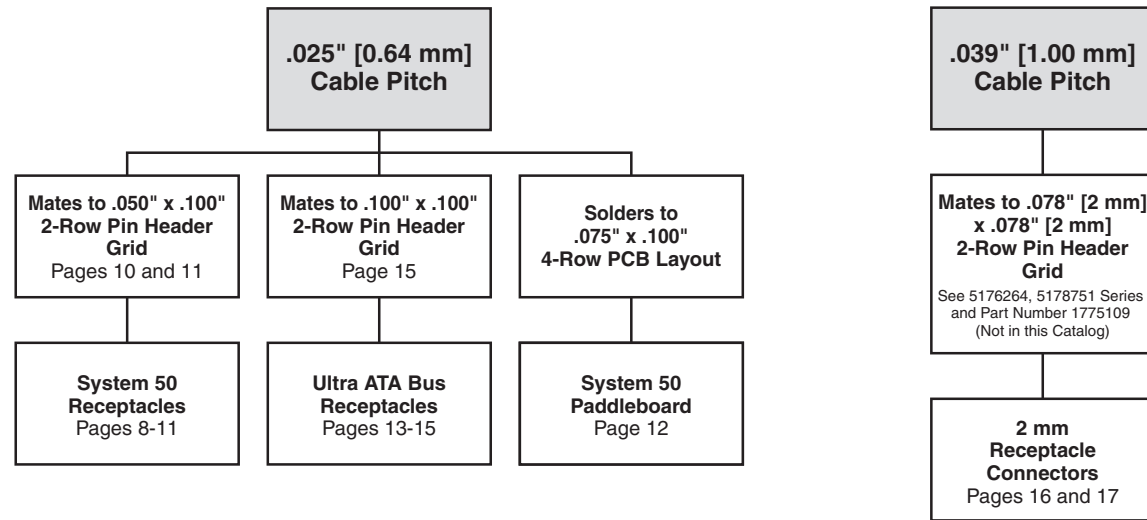 .025" [0.64 mm]
Cable Pitch
Mates to .050" x .100"
2-Row Pin Header
Grid
Pages 10 and 11
Mates to .100" x .100"
2-Row Pin Header
Grid
Page 15
Solders to
.075" x .100"
4-Row PCB Layout
System 50
Receptacles
Pages 8-11
Ultra ATA Bus
Receptacles
Pages 13-15
System 50
Paddleboard
Page 12
.039" [1.00 mm]
Cable Pitch
Mates to .078" [2 mm]
x .078" [2 mm]
2-Row Pin Header
Grid
See 5176264, 5178751 Series
and Part Number 1775109
(Not in this Catalog)
2 mm
Receptacle
Connectors
Pages 16 and 17